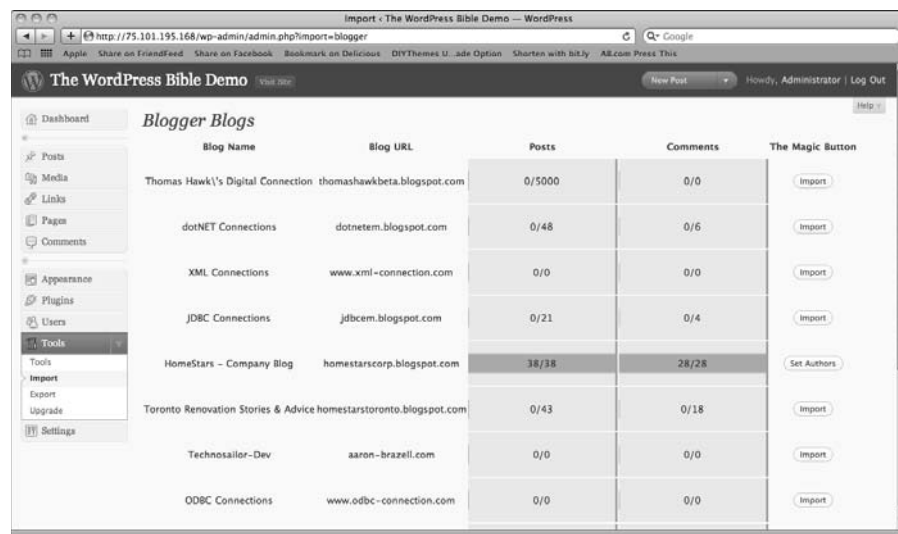 Import ‹ The WordPress Bible Demo — WordPress
http://75.101.195.168/wp-admin/admin.php?import=blogger
Google
Apple Share on FriendFeed Share on Facebook Bookmark on Delicious DIYThemes U...ade Option Shorten with bit.ly All.com Press This
The WordPress Bible Demo Visit Site New Post Howdy, Administrator | Log Out
Help
Dashboard
Posts
Media
Links
Pages
Comments
Appearance
Plugins
Users
Tools
Tools
Import
Export
Upgrade
Settings
Blogger Blogs
Blog Name Blog URL Posts Comments The Magic Button
Thomas Hawk\'s Digital Connection thomashawkbeta.blogspot.com 0/5000 0/0 Import
dotNET Connections dotnetem.blogspot.com 0/48 0/6 Import
XML Connections www.xml-connection.com 0/0 0/0 Import
JDBC Connections jdbcem.blogspot.com 0/21 0/4 Import
HomeStars - Company Blog homestarscorp.blogspot.com 38/38 28/28 Set Authors
Toronto Renovation Stories & Advice homestarstoronto.blogspot.com 0/43 0/18 Import
Technosailor-Dev aaron-brazell.com 0/0 0/0 Import
ODBC Connections www.odbc-connection.com 0/0 0/0 Import